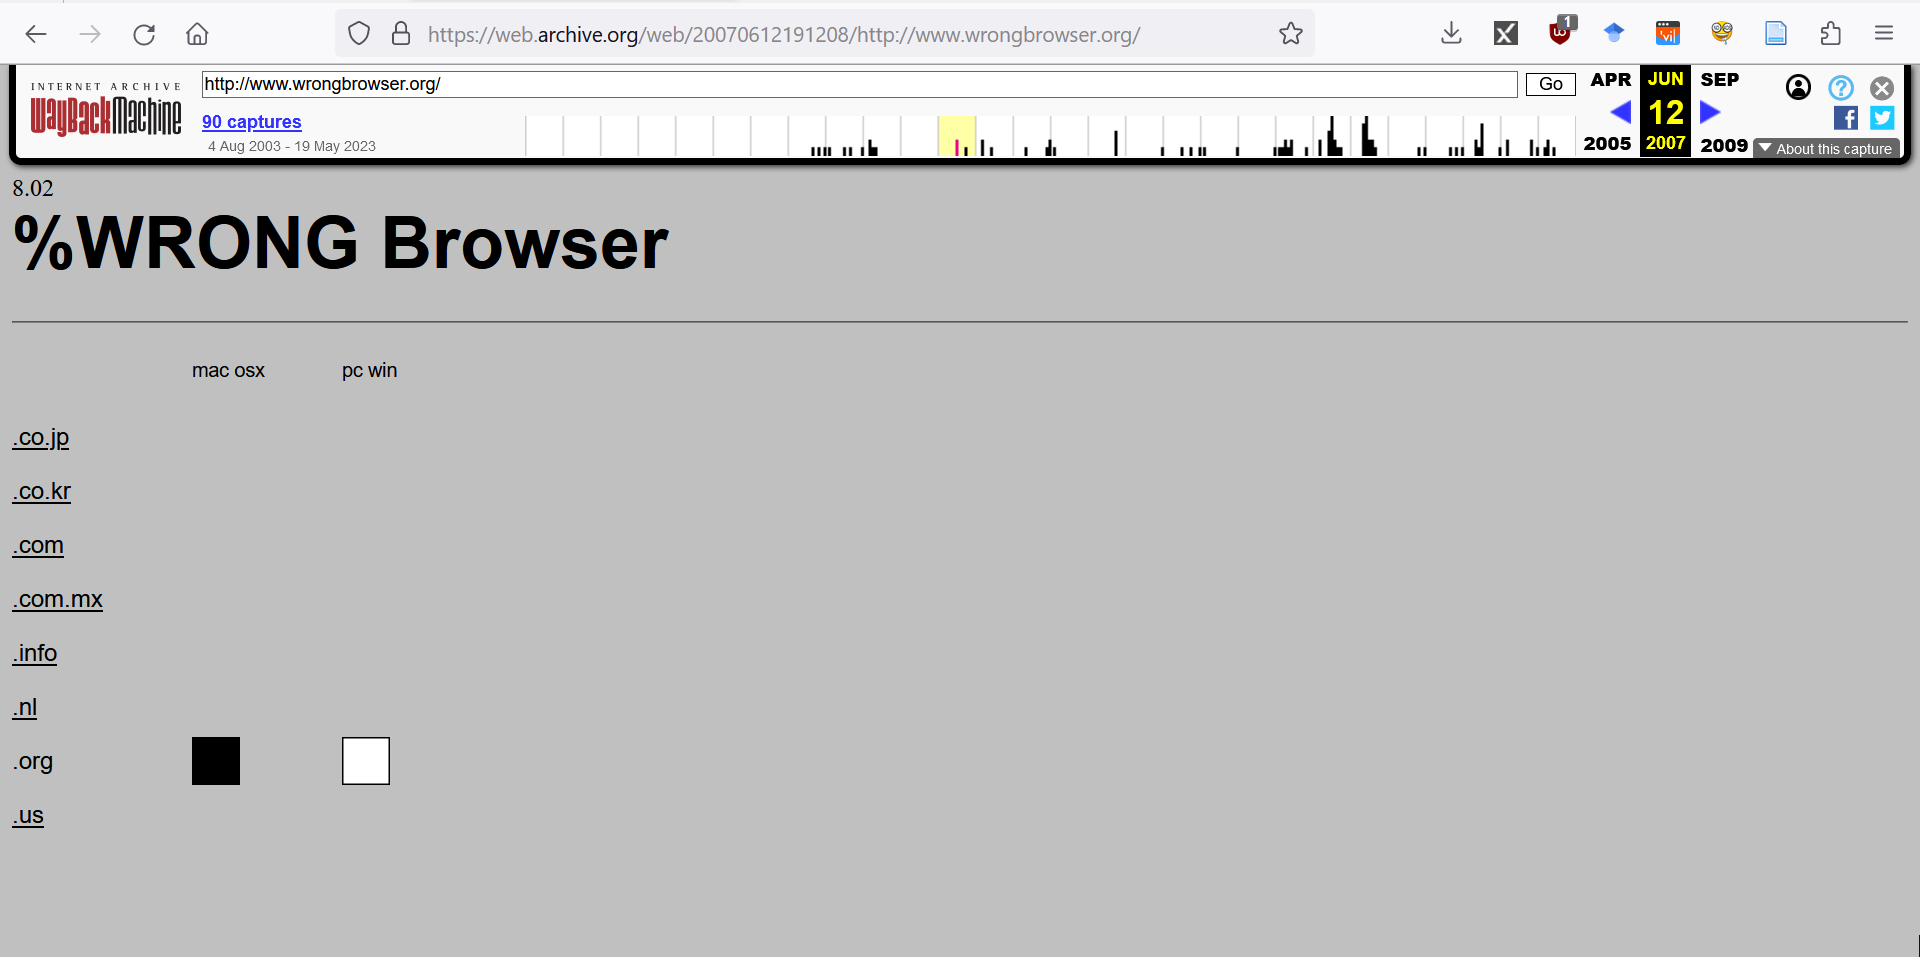 https://web.archive.org/web/20070612191208/http://www.wrongbrowser.org/
1
INTERNET ARCHIVE
WayBackMachine
http://www.wrongbrowser.org/
Go
90 captures
4 Aug 2003 - 19 May 2023
APR JUN SEP
12
2005 2007 2009
About this capture
8.02
%WRONG Browser
mac osx pc win
.co.jp
.co.kr
.com
.com.mx
.info
.nl
.org
.us